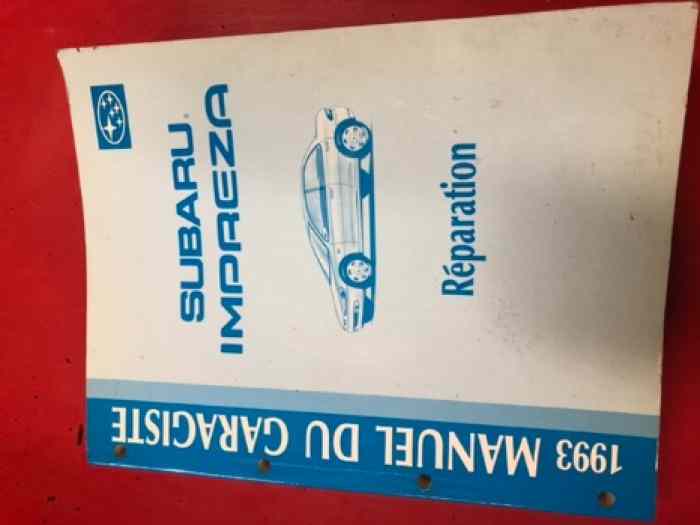 1993 MANUEL DU GARAGISTE
SUBARU®
IMPREZA
Réparation